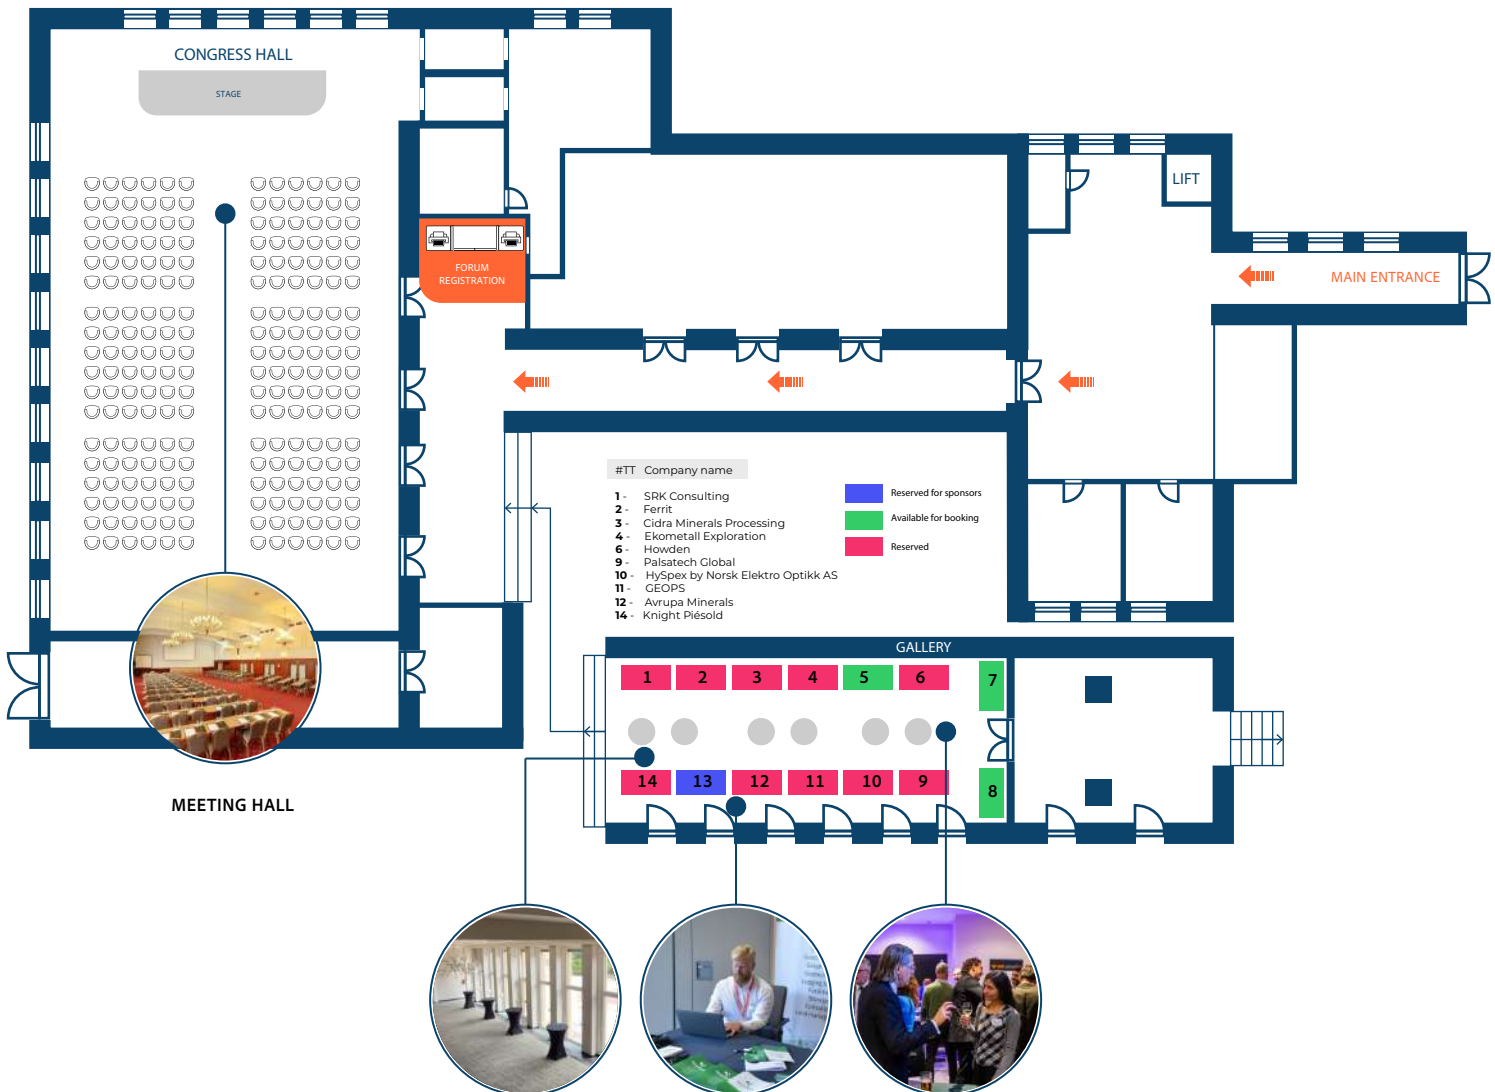 CONGRESS HALL
STAGE
LIFT
FORUM
REGISTRATION
MAIN ENTRANCE
#TT Company name
1 - SRK Consulting
2 - Ferrit
3 - Cidra Minerals Processing
4 - Ekometall Exploration
6 - Howden
9 - Palsatech Global
10 - HySpex by Norsk Elektro Optikk AS
11 - GEOPS
12 - Avrupa Minerals
14 - Knight Piésold
Reserved for sponsors
Available for booking
Reserved
GALLERY
1 2 3 4 5 6 7
14 13 12 11 10 9 8
MEETING HALL